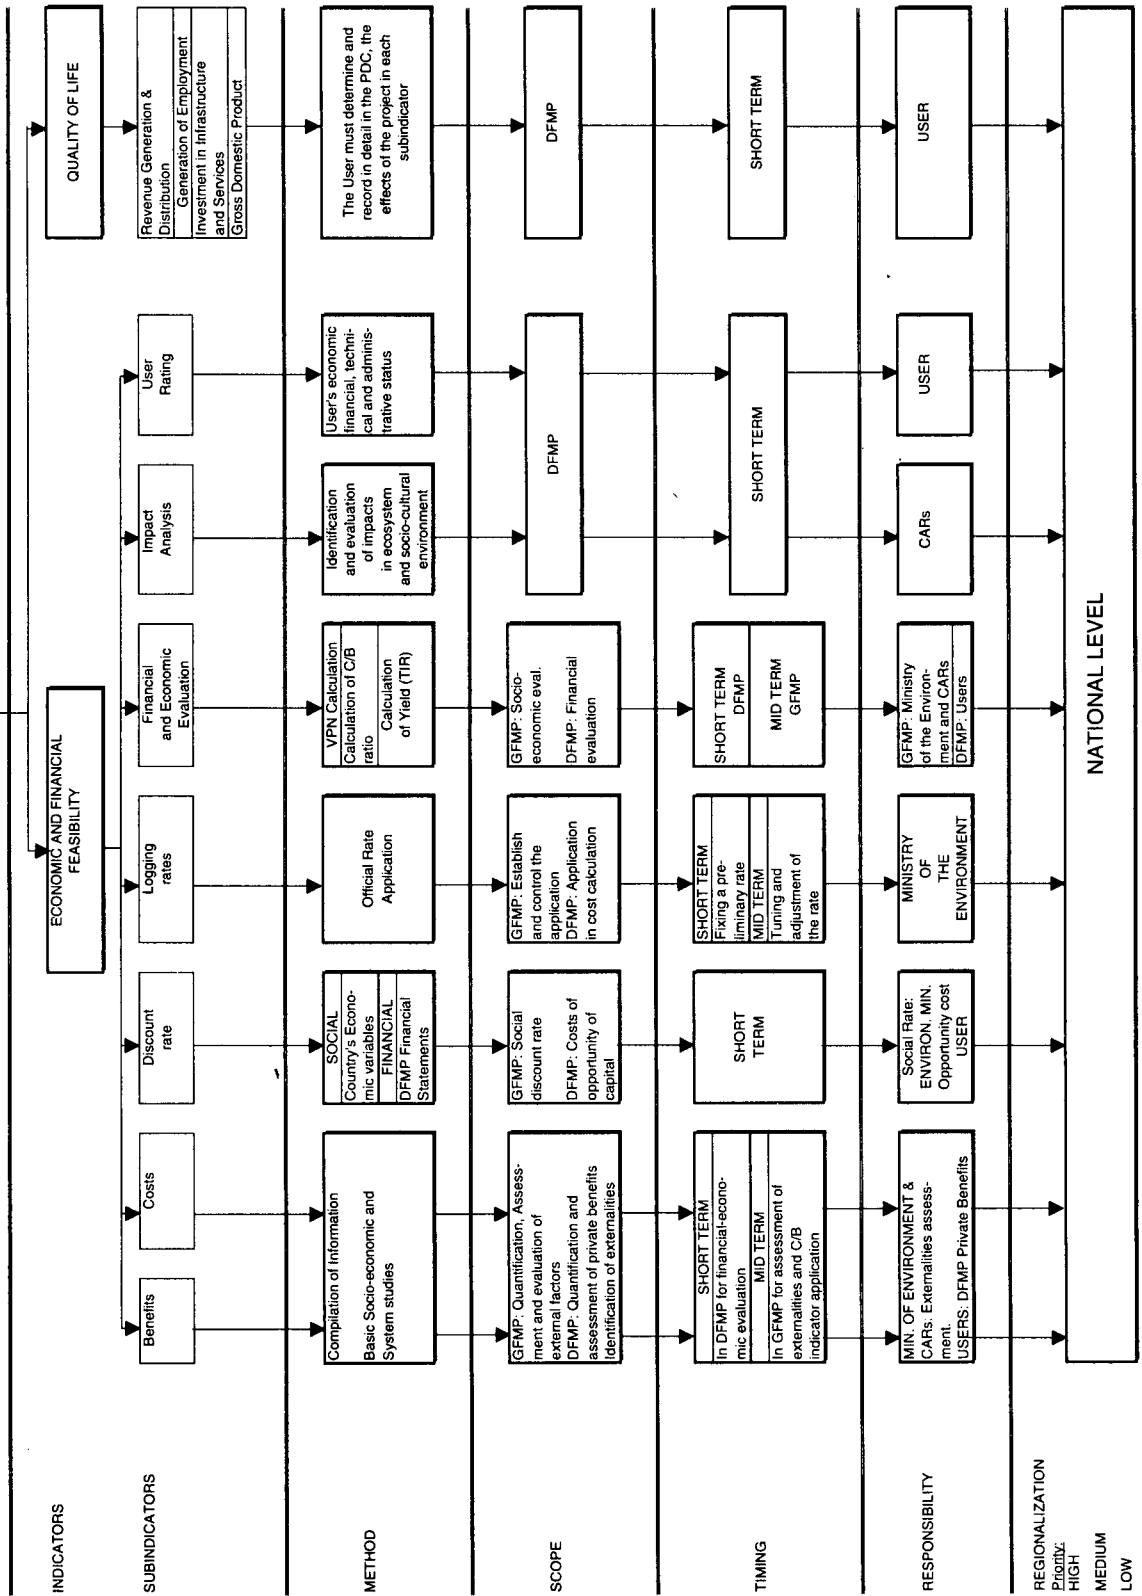 INDICATORS
ECONOMIC AND FINANCIAL
FEASIBILITY
QUALITY OF LIFE
SUBINDICATORS
Benefits
Costs
Discount
rate
Logging
rates
Financial
and Economic
Evaluation
Impact
Analysis
User
Rating
Revenue Generation &
Distribution
Generation of Employment
Investment in Infrastructure
and Services
Gross Domestic Product
METHOD
Compilation of Information
Basic Socio-economic and
System studies
SOCIAL
Country's Econo-
mic variables
FINANCIAL
DFMP Financial
Statements
Official Rate
Application
VPN Calculation
Calculation of C/B
ratio
Calculation
of Yield (TIR)
Identification
and evaluation
of impacts
in ecosystem
and socio-cultural
environment
User's economic
financial, techni-
cal and adminis-
trative status
The User must determine and
record in detail in the PDC, the
effects of the project in each
subindicator
SCOPE
GFMP: Quantification, Assess-
ment and evaluation of
external factors
DFMP: Quantification and
assessment of private benefits
Identification of externalities
GFMP: Social
discount rate
DFMP: Costs of
opportunity of
capital
GFMP: Establish
and control the
application
DFMP: Application
in cost calculation
GFMP: Socio-
economic eval.
DFMP: Financial
evaluation
DFMP
DFMP
TIMING
SHORT TERM
In DFMP for financial-econo-
mic evaluation
MID TERM
In GFMP for assessment of
externalities and C/B
indicator application
SHORT
TERM
SHORT TERM
Fixing a pre-
liminary rate
MID TERM
Tuning and
adjustment of
the rate
SHORT TERM
DFMP
MID TERM
GFMP
SHORT TERM
SHORT TERM
RESPONSIBILITY
MIN. OF ENVIRONMENT &
CARs: Externalities assess-
ment.
USERS: DFMP Private Benefits
Social Rate:
ENVIRON. MIN.
Opportunity cost
USER
MINISTRY
OF
THE
ENVIRONMENT
GFMP: Ministry
of the Environ-
ment and CARs
DFMP: Users
CARs
USER
USER
REGIONALIZATION
Priority:
HIGH
MEDIUM
LOW
NATIONAL LEVEL